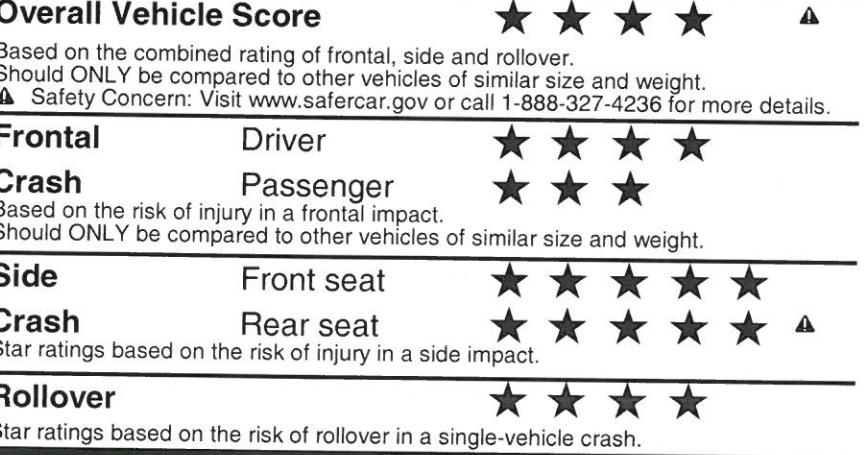 Overall Vehicle Score ★ ★ ★ ★ ⚠
Based on the combined rating of frontal, side and rollover.
Should ONLY be compared to other vehicles of similar size and weight.
⚠ Safety Concern: Visit www.safercar.gov or call 1-888-327-4236 for more details.
Frontal Driver ★ ★ ★ ★
Crash Passenger ★ ★ ★
Based on the risk of injury in a frontal impact.
Should ONLY be compared to other vehicles of similar size and weight.
Side Front seat ★ ★ ★ ★ ★
Crash Rear seat ★ ★ ★ ★ ★ ⚠
Star ratings based on the risk of injury in a side impact.
Rollover ★ ★ ★ ★
Star ratings based on the risk of rollover in a single-vehicle crash.